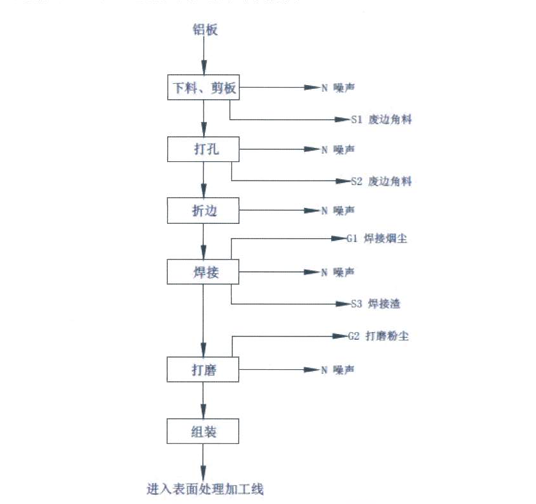 铝板
下料、剪板
N 噪声
S1 废边角料
打孔
N 噪声
S2 废边角料
折边
N 噪声
G1 焊接烟尘
焊接
N 噪声
S3 焊接渣
G2 打磨粉尘
打磨
N 噪声
组装
进入表面处理加工线